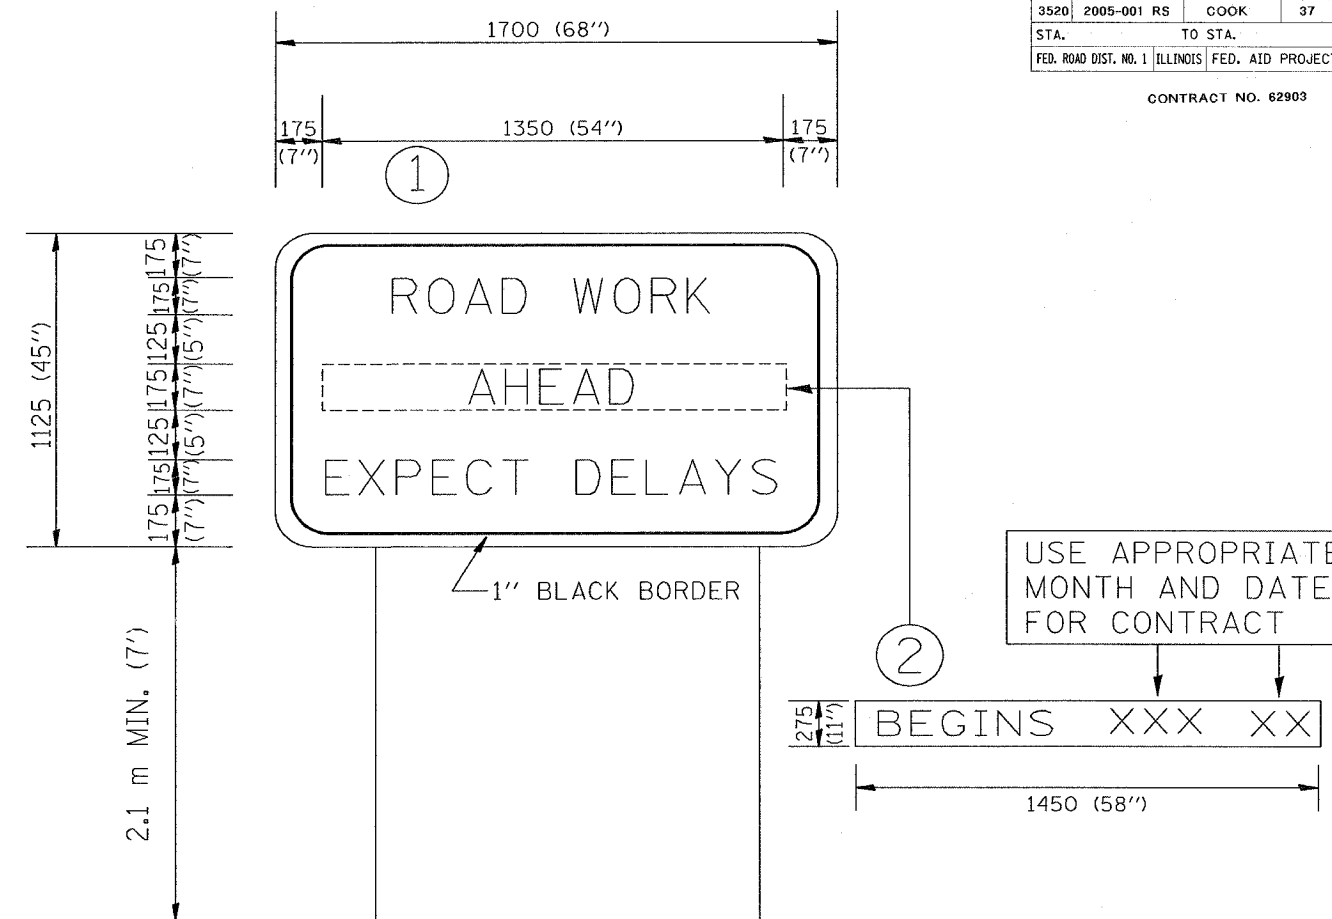 3520 2005-001 RS COOK 37
STA. TO STA.
FED. ROAD DIST. NO. 1 ILLINOIS FED. AID PROJECT
CONTRACT NO. 62903
1700 (68'')
175 (7'')
1350 (54'')
175 (7'')
1
1125 (45'')
175 (7'')
175 (7'')
125 (5'')
175 (7'')
125 (5'')
175 (7'')
175 (7'')
ROAD WORK
AHEAD
EXPECT DELAYS
1'' BLACK BORDER
2.1 m MIN. (7')
USE APPROPRIATE
MONTH AND DATE
FOR CONTRACT
2
275 (11'')
BEGINS XXX XX
1450 (58'')